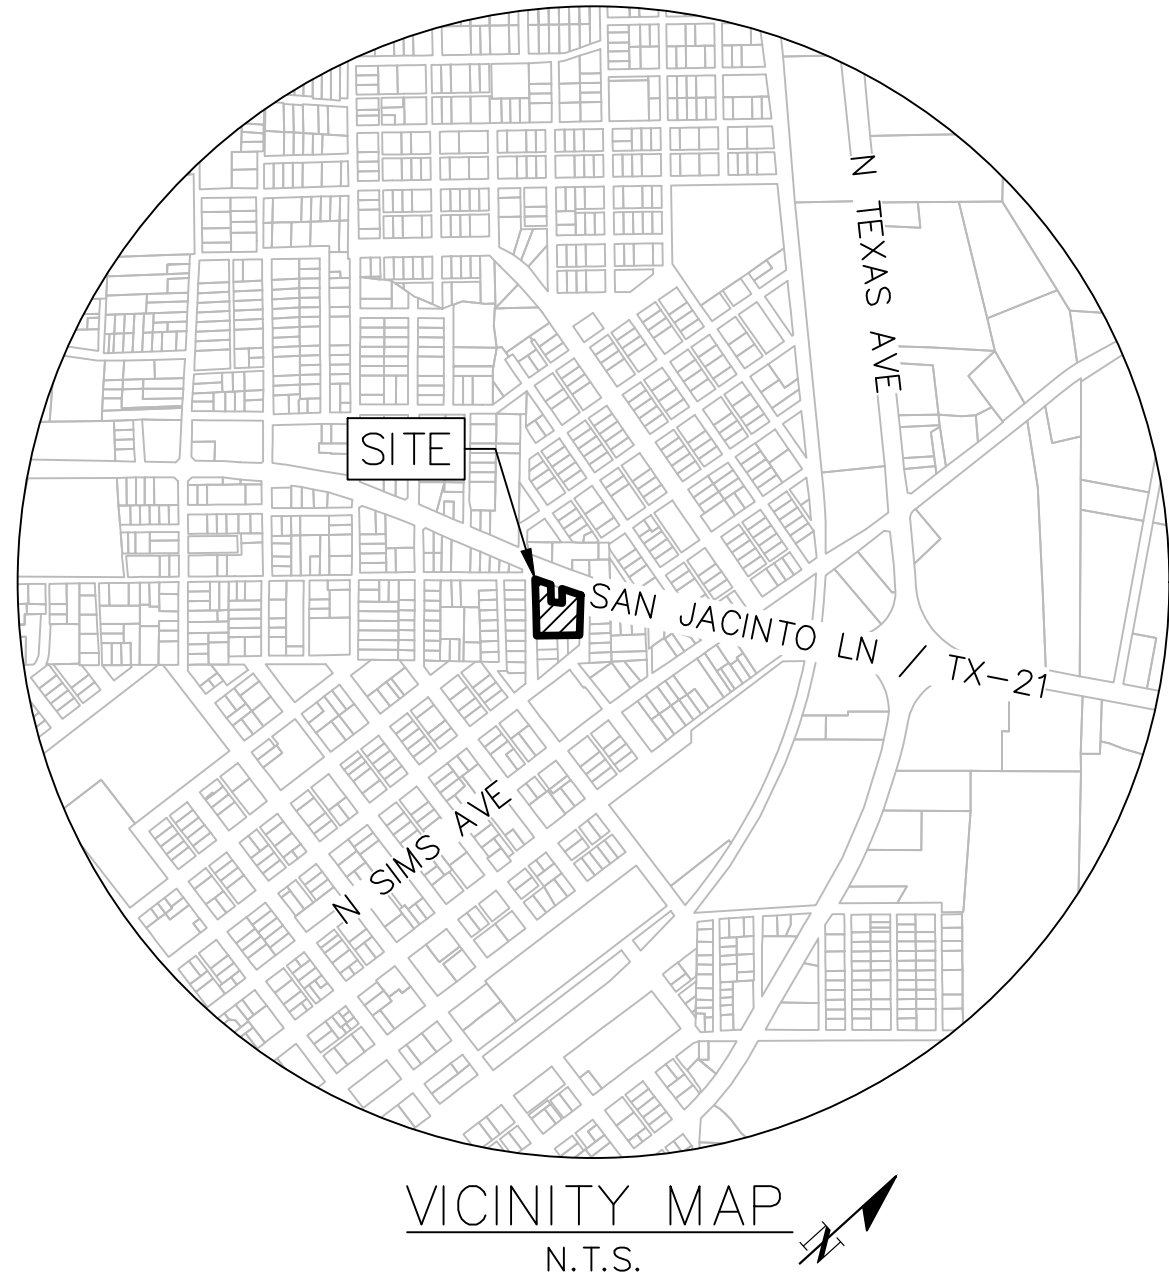 N TEXAS AVE
SITE
SAN JACINTO LN / TX-21
N SIMS AVE
VICINITY MAP
N.T.S.
N